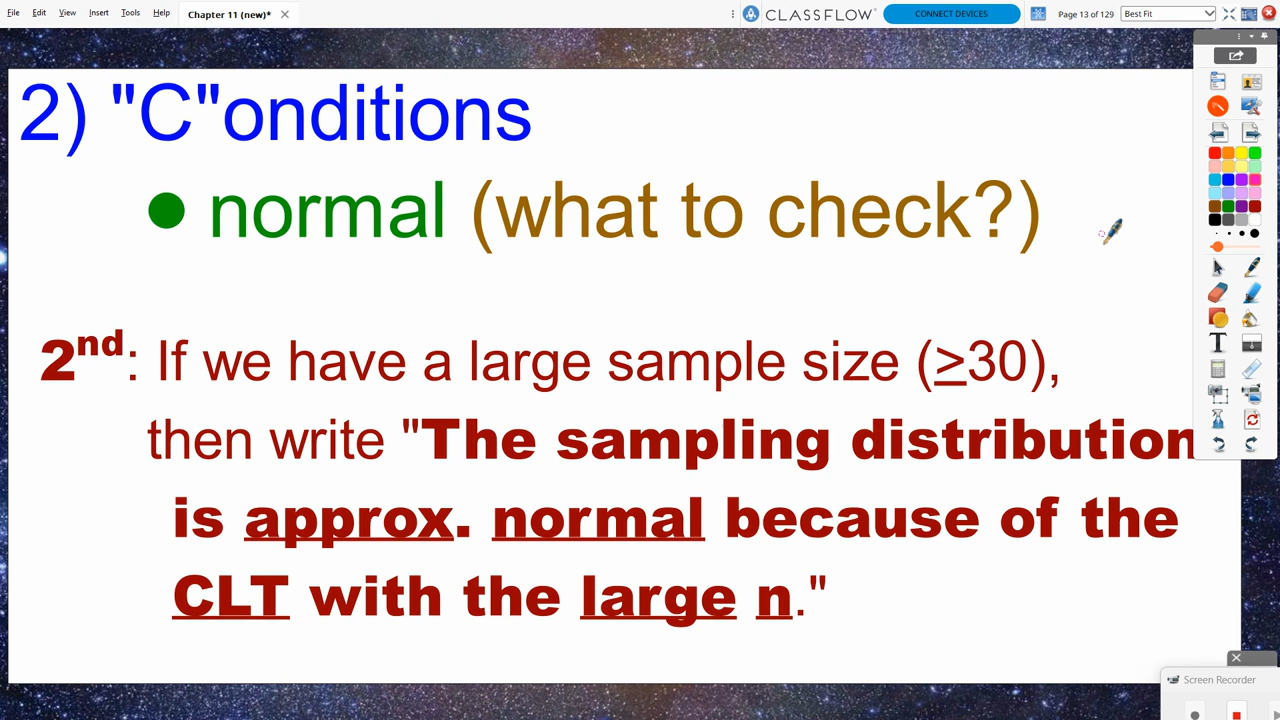 File Edit View Insert Tools Help Chapter 11 (new)* CLASSFLOW CONNECT DEVICES Page 13 of 129 Best Fit
2) "C"onditions
● normal (what to check?)
2nd: If we have a large sample size (≥30),
then write "The sampling distribution
is approx. normal because of the
CLT with the large n."
Screen Recorder